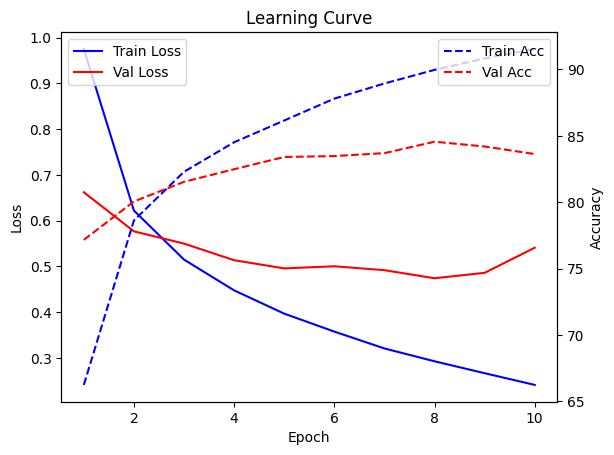 Learning Curve
Train Loss
Val Loss
Train Acc
Val Acc
1.0
0.9
0.8
0.7
0.6
0.5
0.4
0.3
Loss
90
85
80
75
70
65
Accuracy
2 4 6 8 10
Epoch